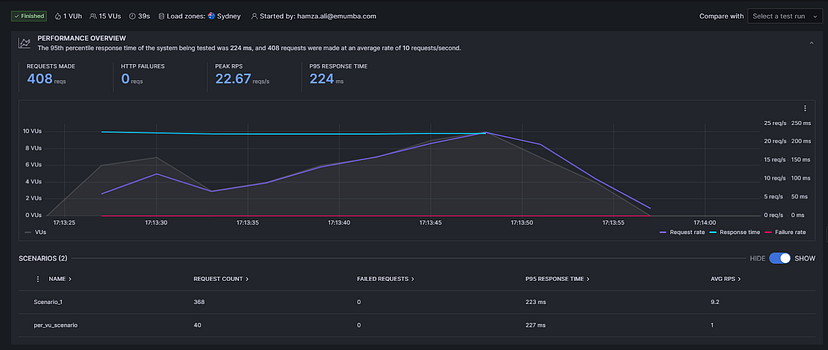 ✓ Finished 1 VUh 15 VUs 39s Load zones: Sydney Started by: hamza.ali@emumba.com Compare with Select a test run
PERFORMANCE OVERVIEW
The 95th percentile response time of the system being tested was 224 ms, and 408 requests were made at an average rate of 10 requests/second.
REQUESTS MADE HTTP FAILURES PEAK RPS P95 RESPONSE TIME
408 reqs 0 reqs 22.67 reqs/s 224 ms
25 req/s 250 ms
10 VUs 20 req/s 200 ms
8 VUs
6 VUs 15 req/s 150 ms
4 VUs 10 req/s 100 ms
2 VUs 5 req/s 50 ms
0 VUs 0 req/s 0 ms
17:13:25 17:13:30 17:13:35 17:13:40 17:13:45 17:13:50 17:13:55 17:14:00
VUs Request rate Response time Failure rate
SCENARIOS (2) HIDE SHOW
NAME REQUEST COUNT FAILED REQUESTS P95 RESPONSE TIME AVG RPS
Scenario_1 368 0 223 ms 9.2
per_vu_scenario 40 0 227 ms 1